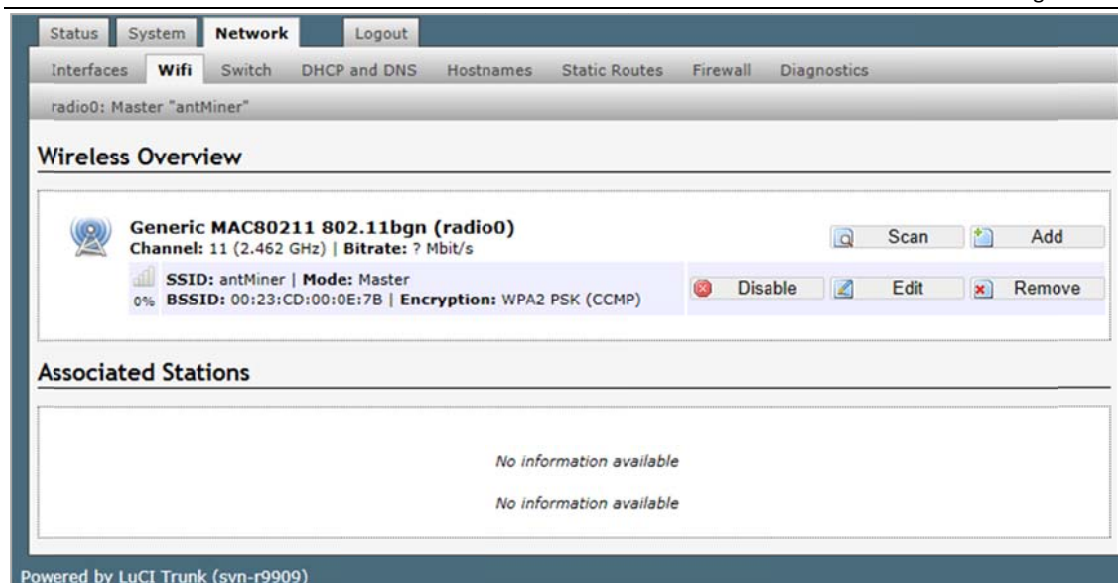 Status System Network Logout
Interfaces Wifi Switch DHCP and DNS Hostnames Static Routes Firewall Diagnostics
radio0: Master "antMiner"
Wireless Overview
Generic MAC80211 802.11bgn (radio0)
Channel: 11 (2.462 GHz) | Bitrate: ? Mbit/s
Scan Add
SSID: antMiner | Mode: Master
0% BSSID: 00:23:CD:00:0E:7B | Encryption: WPA2 PSK (CCMP)
Disable Edit Remove
Associated Stations
No information available
No information available
Powered by LuCI Trunk (svn-r9909)